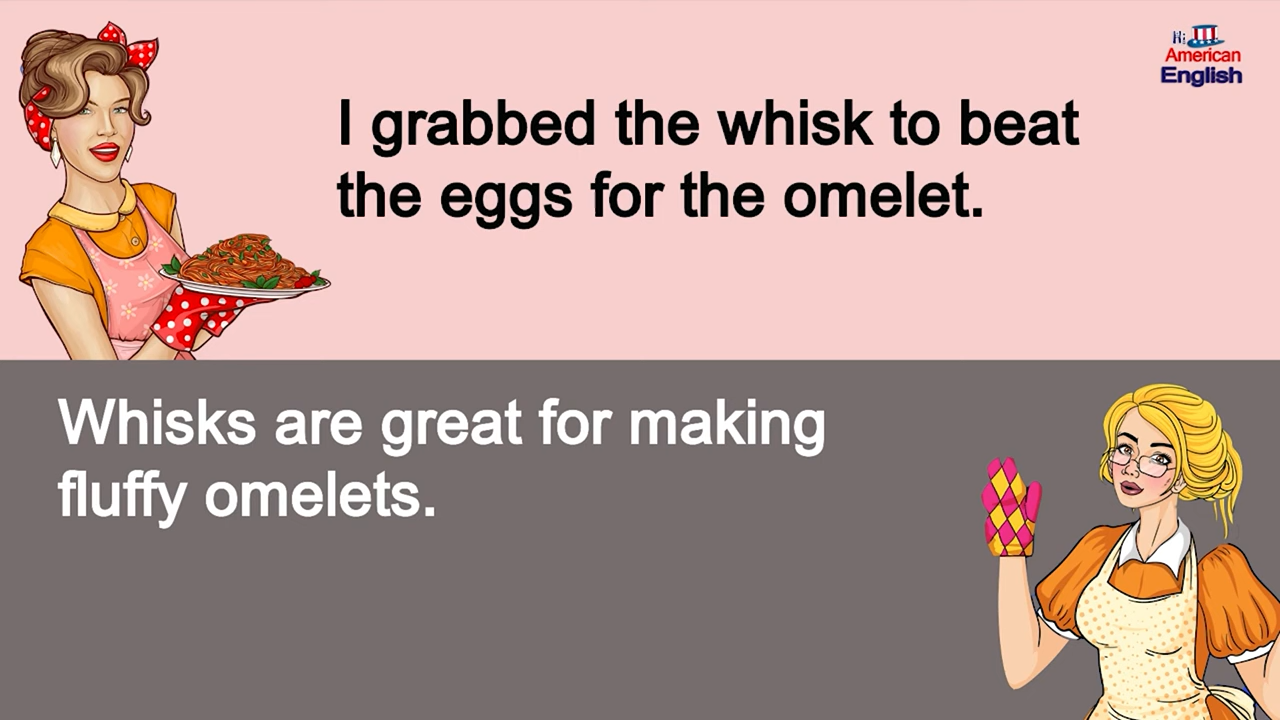 Hi
American
English
I grabbed the whisk to beat
the eggs for the omelet.
Whisks are great for making
fluffy omelets.